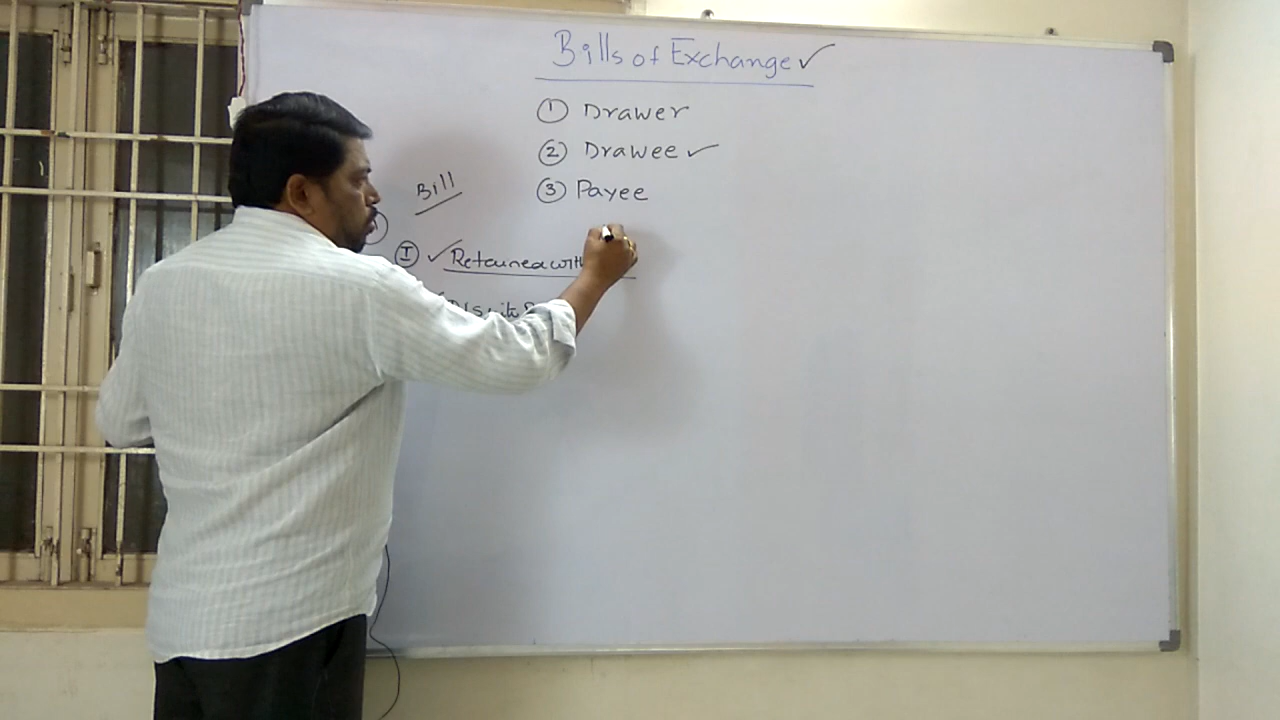 Bills of Exchange ✓
① Drawer
② Drawee ✓
③ Payee
Bill
Ⓘ ✓ Retained with